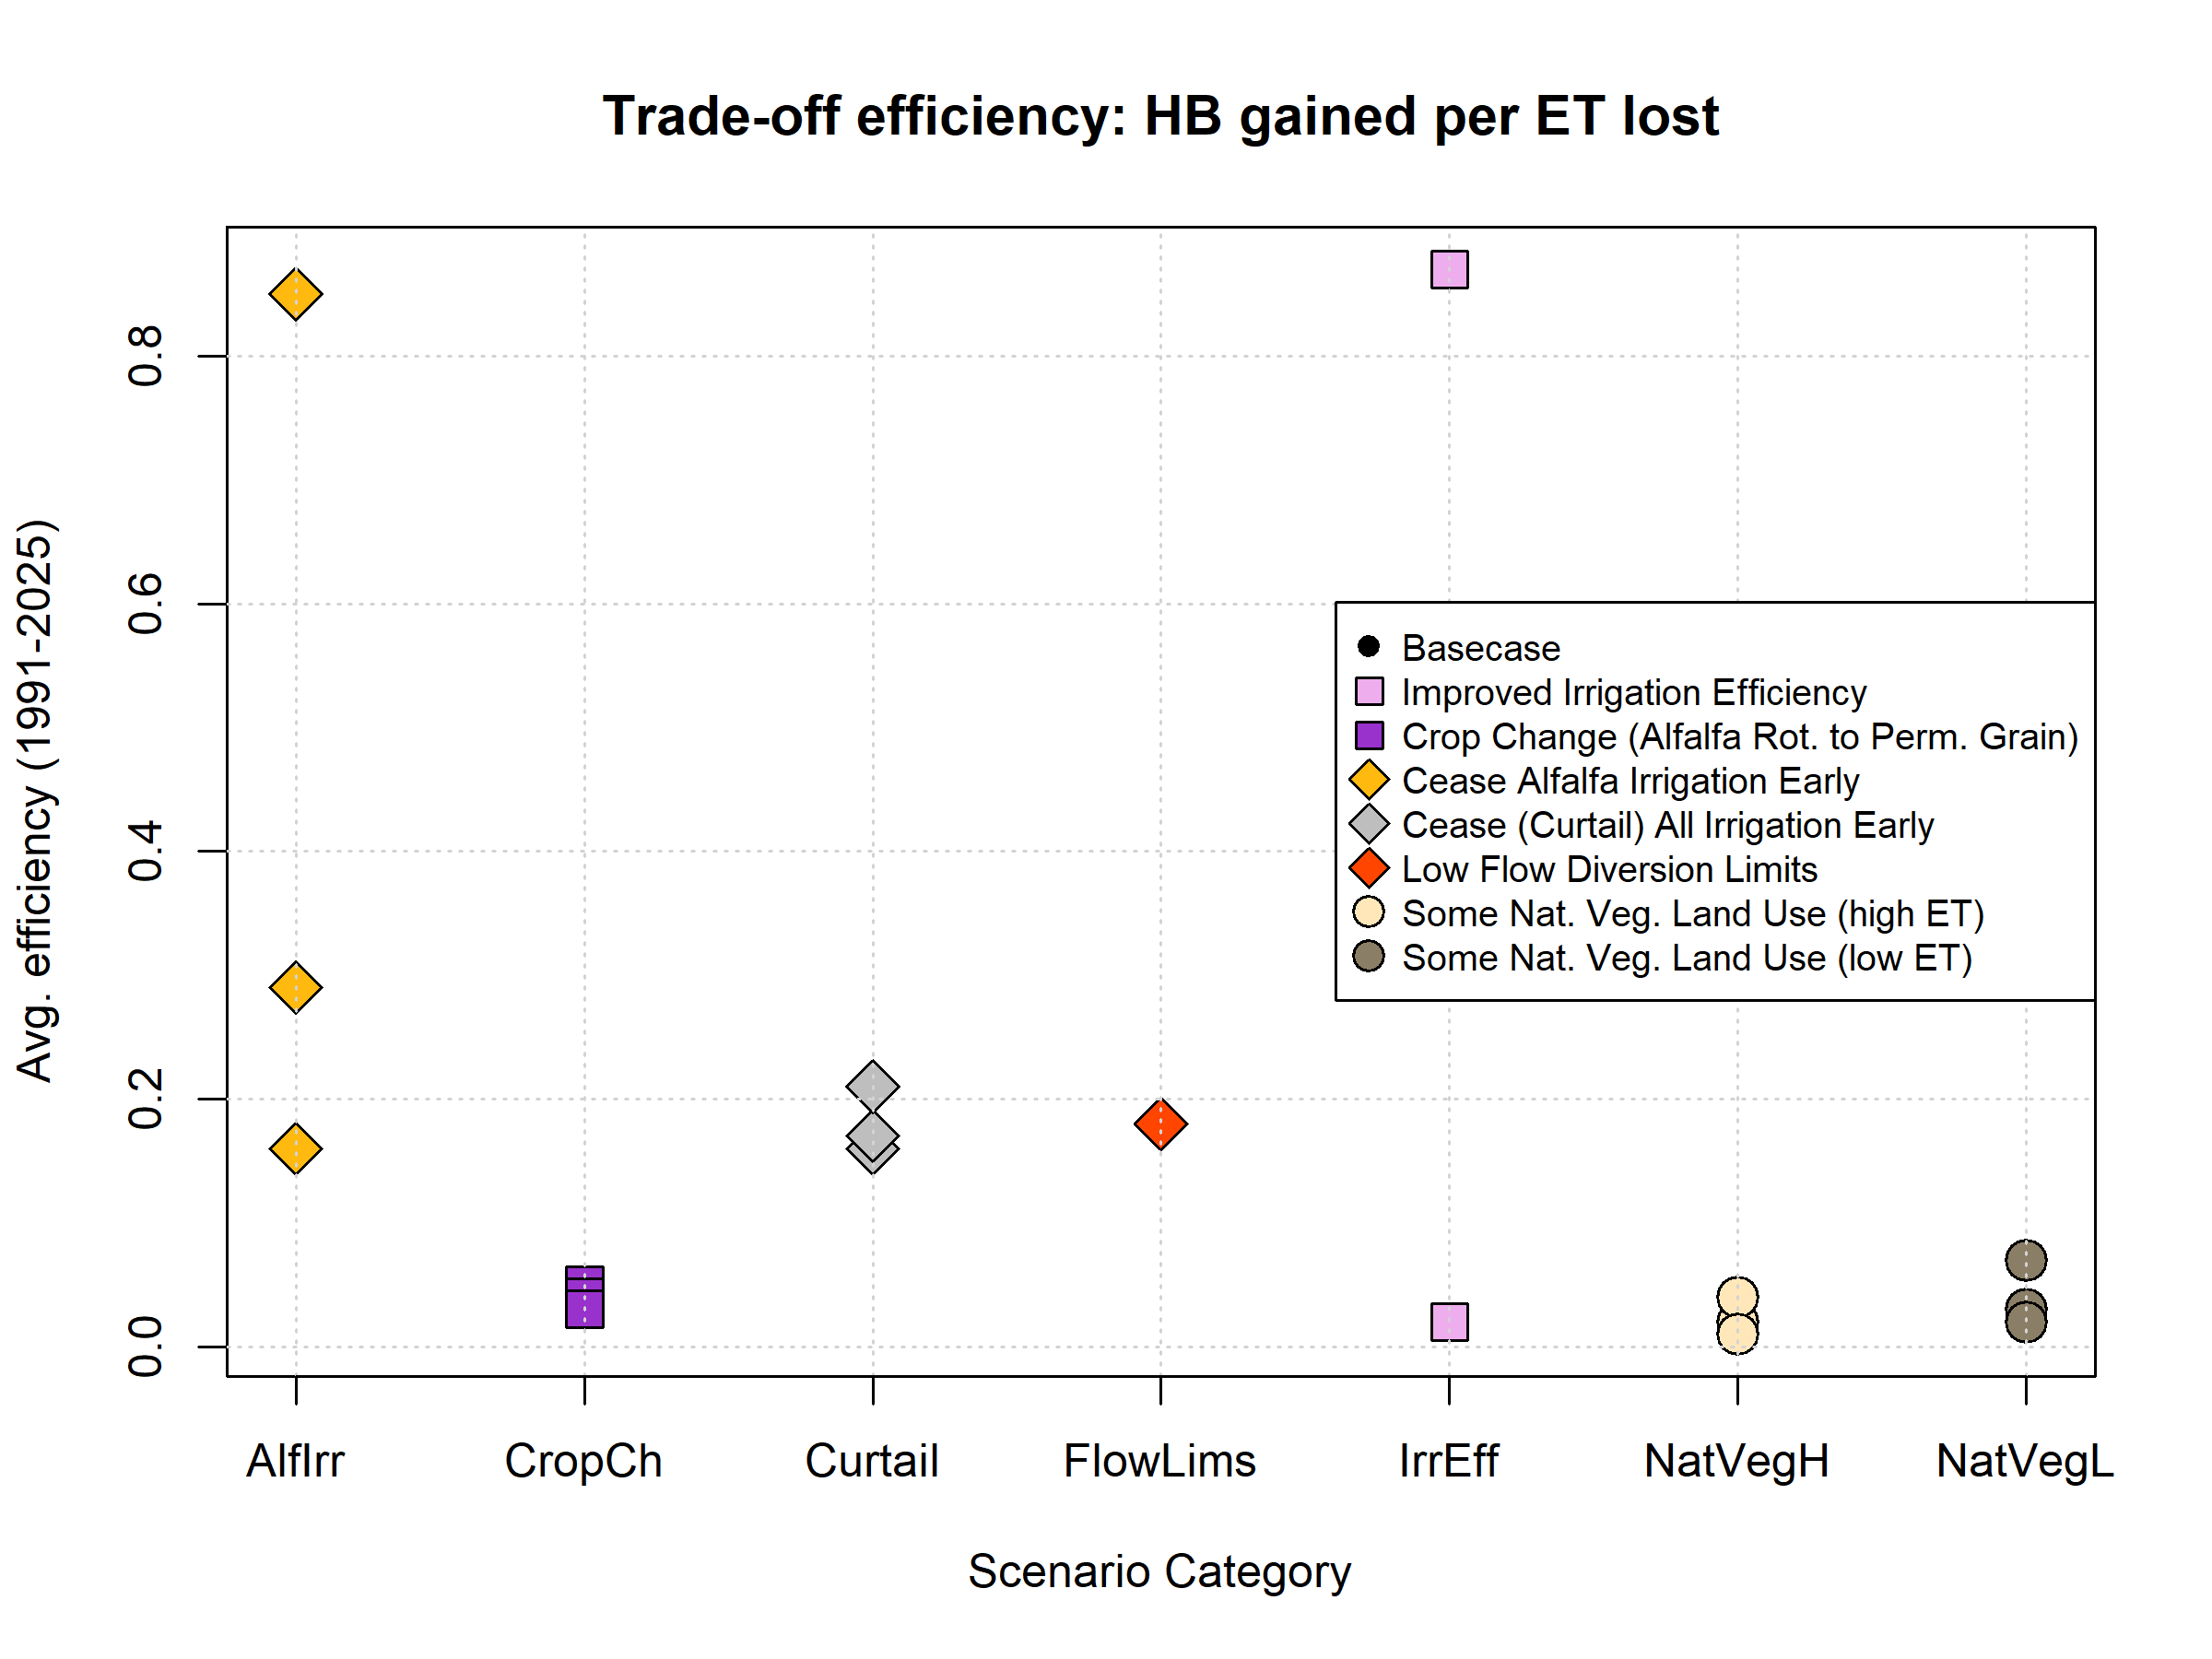 Trade-off efficiency: HB gained per ET lost
Avg. efficiency (1991-2025)
0.8
0.6
0.4
0.2
0.0
Basecase
Improved Irrigation Efficiency
Crop Change (Alfalfa Rot. to Perm. Grain)
Cease Alfalfa Irrigation Early
Cease (Curtail) All Irrigation Early
Low Flow Diversion Limits
Some Nat. Veg. Land Use (high ET)
Some Nat. Veg. Land Use (low ET)
AlfIrr CropCh Curtail FlowLims IrrEff NatVegH NatVegL
Scenario Category